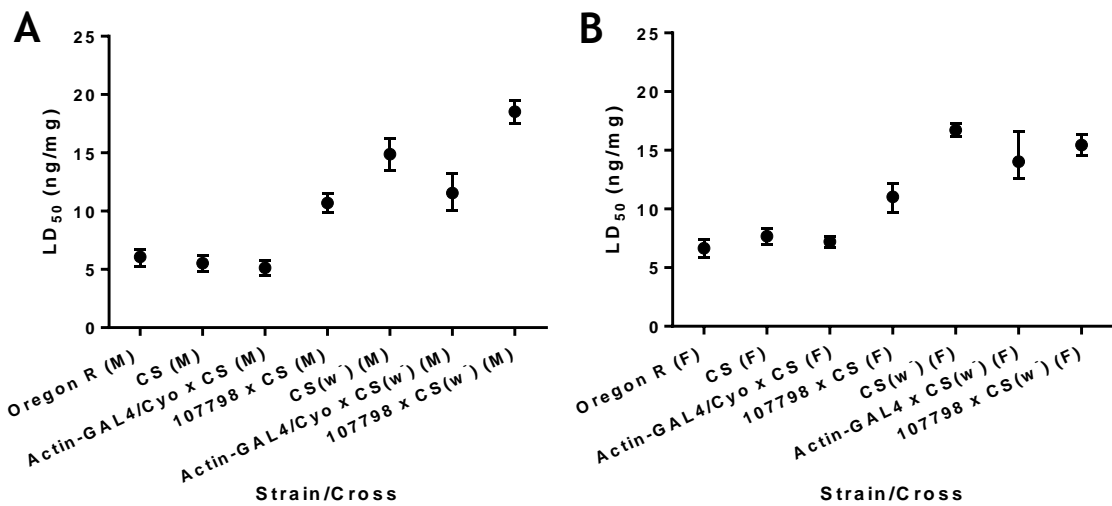 A
25
20
15
10
5
0
LD50 (ng/mg)
Oregon R (M)
CS (M)
Actin-GAL4/Cyo x CS (M)
107798 x CS (M)
CS(w-) (M)
Actin-GAL4/Cyo x CS(w-) (M)
107798 x CS(w-) (M)
Strain/Cross
B
25
20
15
10
5
0
LD50 (ng/mg)
Oregon R (F)
CS (F)
Actin-GAL4/Cyo x CS (F)
107798 x CS (F)
CS(w-) (F)
Actin-GAL4 x CS(w-) (F)
107798 x CS(w-) (F)
Strain/Cross